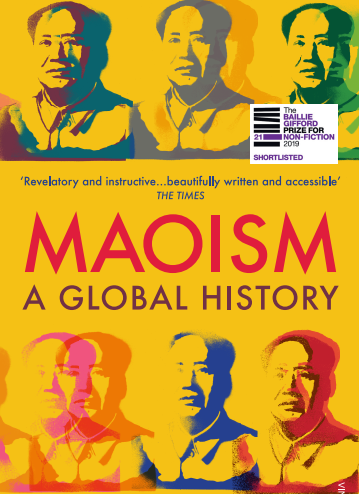 The
BAILLIE
GIFFORD
PRIZE FOR
NON-FICTION
2019
21
SHORTLISTED
‘Revelatory and instructive...beautifully written and accessible’
THE TIMES
MAOISM
A GLOBAL HISTORY